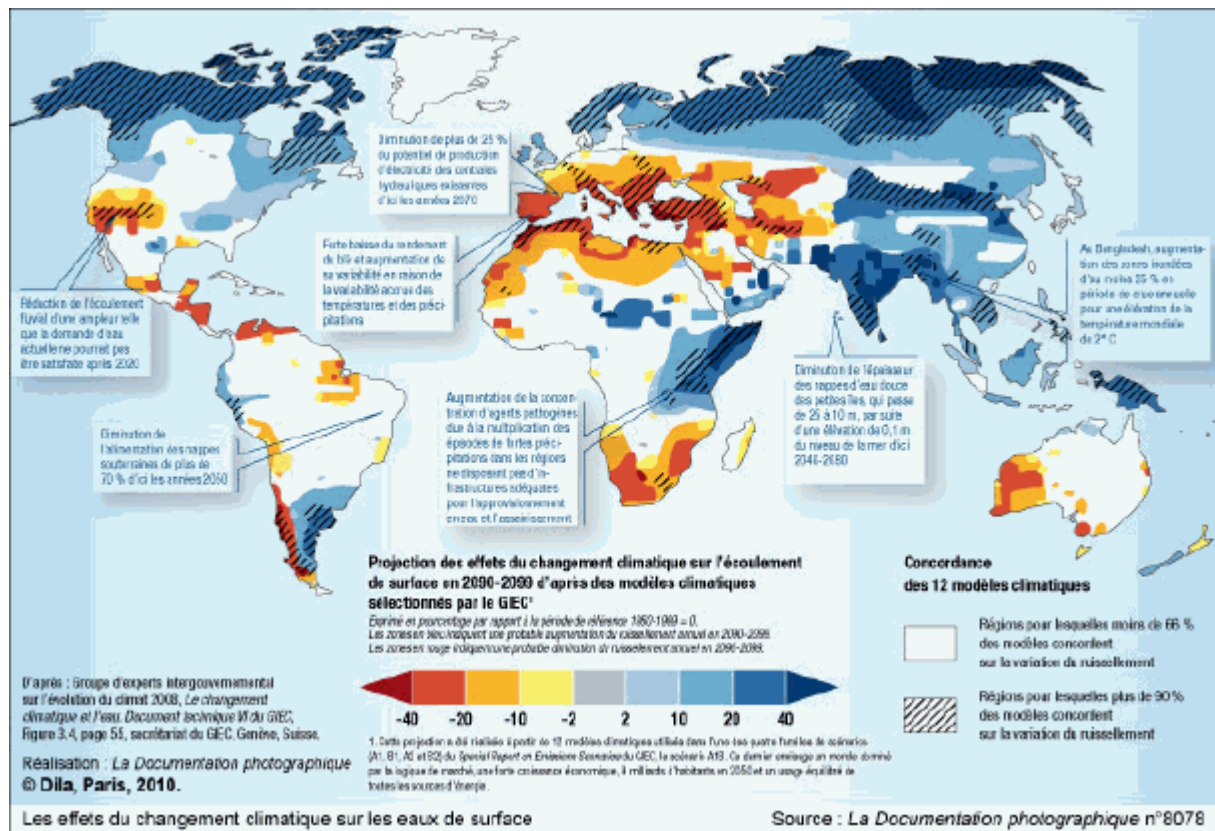 Diminution de plus de 25 %
du potentiel de production
d'électricité des centrales
hydrauliques existantes
d'ici les années 2070
Forte baisse du rendement
du blé et augmentation de
sa variabilité en raison de
la variabilité accrue des
températures et des préci-
pitations
Au Bangladesh, augmenta-
tion des zones inondées
d'au moins 25 % en
période de crue annuelle
pour une élévation de la
température mondiale
de 2° C
Réduction de l'écoulement
fluvial d'une ampleur telle
que la demande d'eau
actuelle ne pourrait pas
être satisfaite après 2020
Diminution de l'épaisseur
des nappes d'eau douce
des petites îles, qui passe
de 25 à 10 m, par suite
d'une élévation de 0,1 m
du niveau de la mer d'ici
2040-2080
Augmentation de la concen-
tration d'agents pathogènes
due à la multiplication des
épisodes de fortes préci-
pitations dans les régions
ne disposant pas d'in-
frastructures adéquates
pour l'approvisionnement
en eau et l'assainissement
Diminution de
l'alimentation des nappes
souterraines de plus de
70 % d'ici les années 2050
Projection des effets du changement climatique sur l'écoulement
de surface en 2090-2099 d'après des modèles climatiques
sélectionnés par le GIEC¹
Exprimé en pourcentage par rapport à la période de référence = 0.
Les zones en bleu indiquent une probable augmentation du ruissellement annuel en 2090-2099.
Les zones en rouge indiquent une probable diminution du ruissellement annuel en 2090-2099.
-40 -20 -10 -2 2 10 20 40
1. Cette projection a été réalisée à partir de 12 modèles climatiques utilisés dans l'une des quatre familles de scénarios
(A1, B1, A2 et B2) du Special Report on Emissions Scenarios du GIEC, le scénario A1B. Ce dernier envisage un monde dominé
par la logique de marché, une forte croissance économique, milliards d'habitants en 2050 et un usage équilibré de
toutes les sources d'énergie.
Concordance
des 12 modèles climatiques
Régions pour lesquelles moins de 66 %
des modèles concordent
sur la variation du ruissellement
Régions pour lesquelles plus de 90 %
des modèles concordent
sur la variation du ruissellement
D'après : Groupe d'experts intergouvernemental
sur l'évolution du climat 2008, Le changement
climatique et l'eau. Document technique VI du GIEC,
Figure 3.4, page 55, secrétariat du GIEC, Genève, Suisse.
Réalisation : La Documentation photographique
© Dila, Paris, 2010.
Les effets du changement climatique sur les eaux de surface
Source : La Documentation photographique n°8078